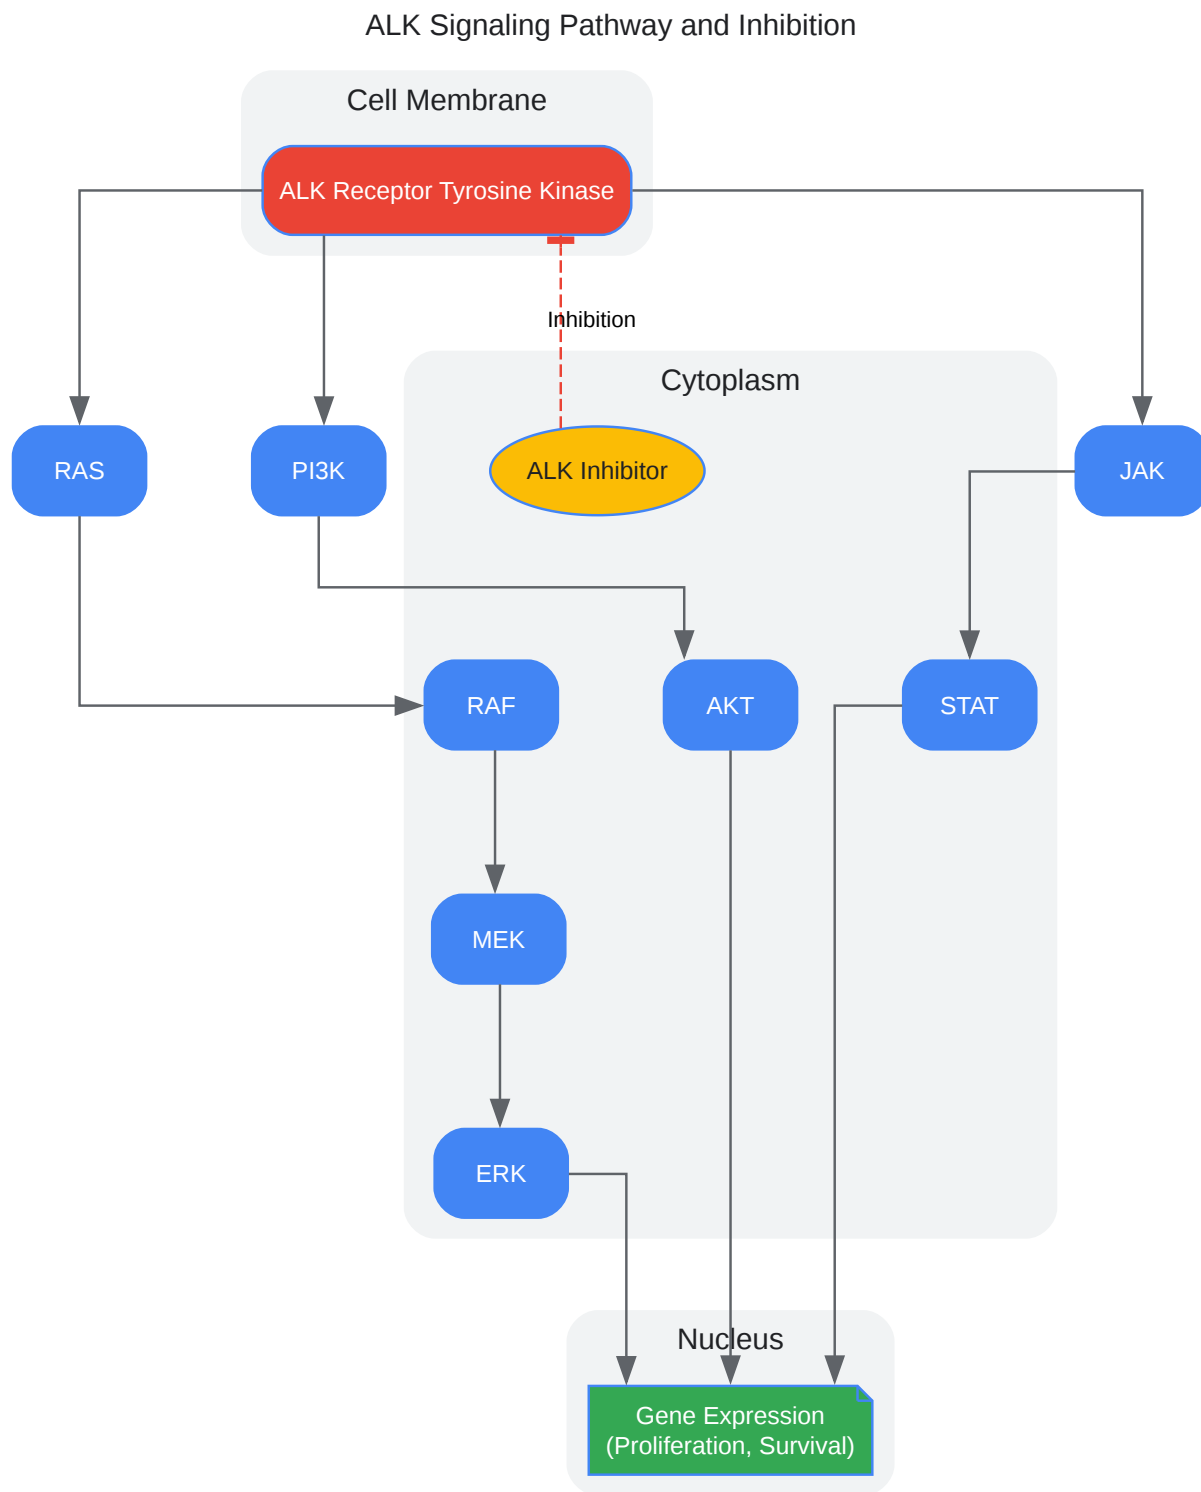 ALK Signaling Pathway and Inhibition
Cell Membrane
ALK Receptor Tyrosine Kinase
Inhibition
Cytoplasm
RAS
PI3K
ALK Inhibitor
JAK
RAF
AKT
STAT
MEK
ERK
Nucleus
Gene Expression
(Proliferation, Survival)